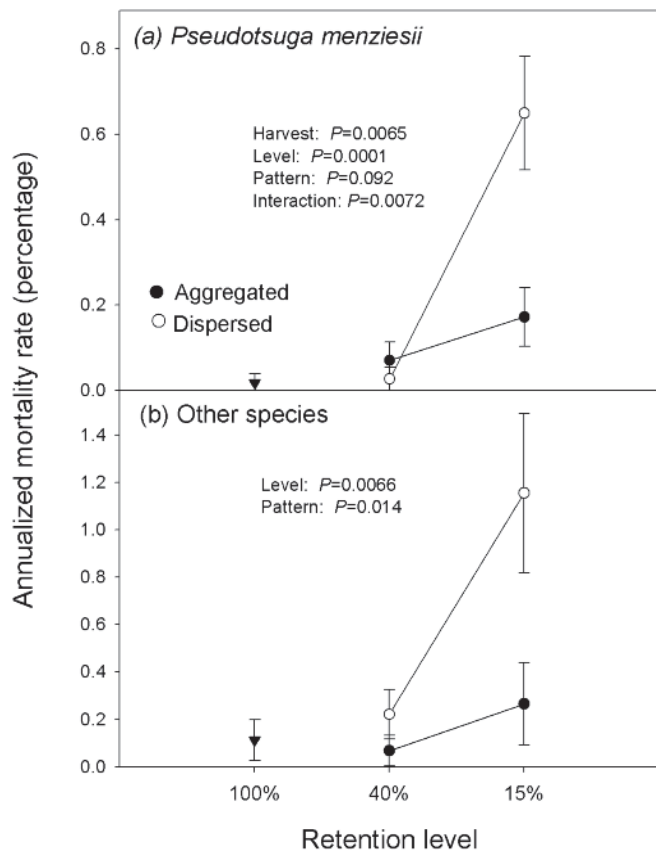 (a) Pseudotsuga menziesii
0.8
0.6
0.4
0.2
0.0
Harvest: P=0.0065
Level: P=0.0001
Pattern: P=0.092
Interaction: P=0.0072
Aggregated
Dispersed
Annualized mortality rate (percentage)
(b) Other species
1.4
1.2
1.0
0.8
0.6
0.4
0.2
0.0
Level: P=0.0066
Pattern: P=0.014
100% 40% 15%
Retention level